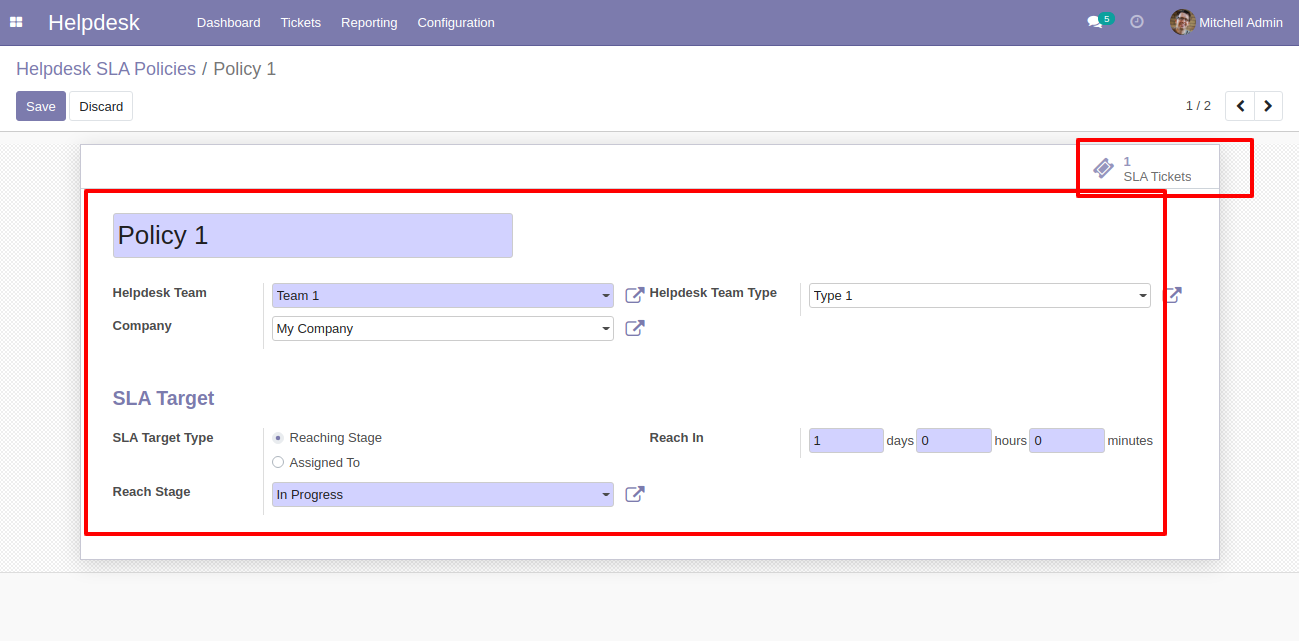 Helpdesk Dashboard Tickets Reporting Configuration 5 Mitchell Admin
Helpdesk SLA Policies / Policy 1
Save Discard 1 / 2
1
SLA Tickets
Policy 1
Helpdesk Team Team 1 Helpdesk Team Type Type 1
Company My Company
SLA Target
SLA Target Type Reaching Stage Reach In 1 days 0 hours 0 minutes
Assigned To
Reach Stage In Progress